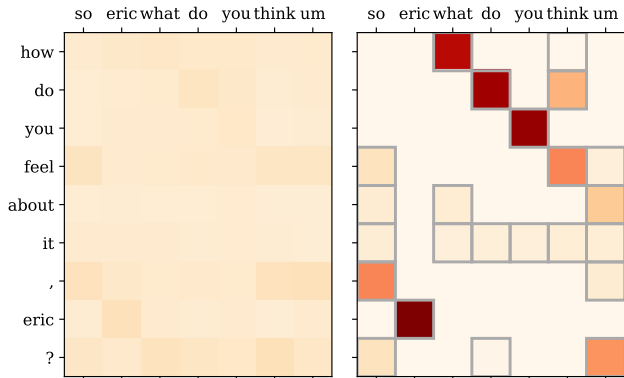 so eric what do you think um so eric what do you think um
how
do
you
feel
about
it
,
eric
?